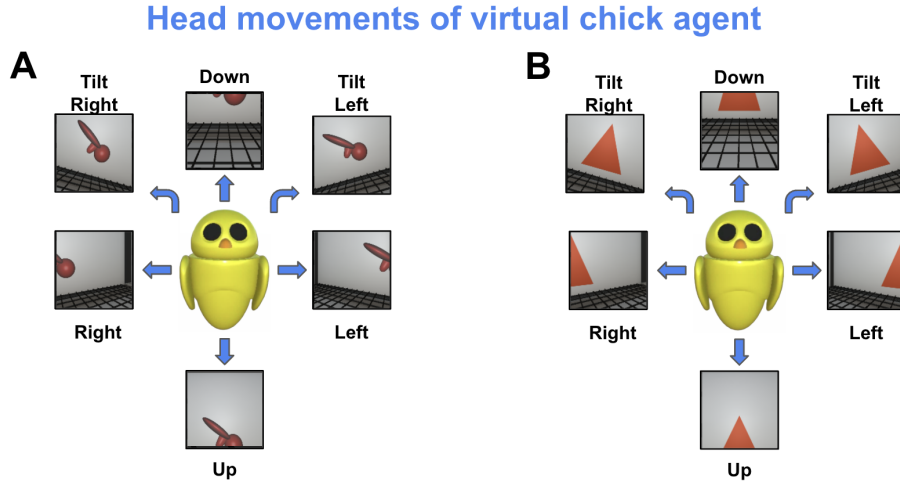 Head movements of virtual chick agent
A
Tilt
Right
Down
Tilt
Left
Right
Left
Up
B
Tilt
Right
Down
Tilt
Left
Right
Left
Up